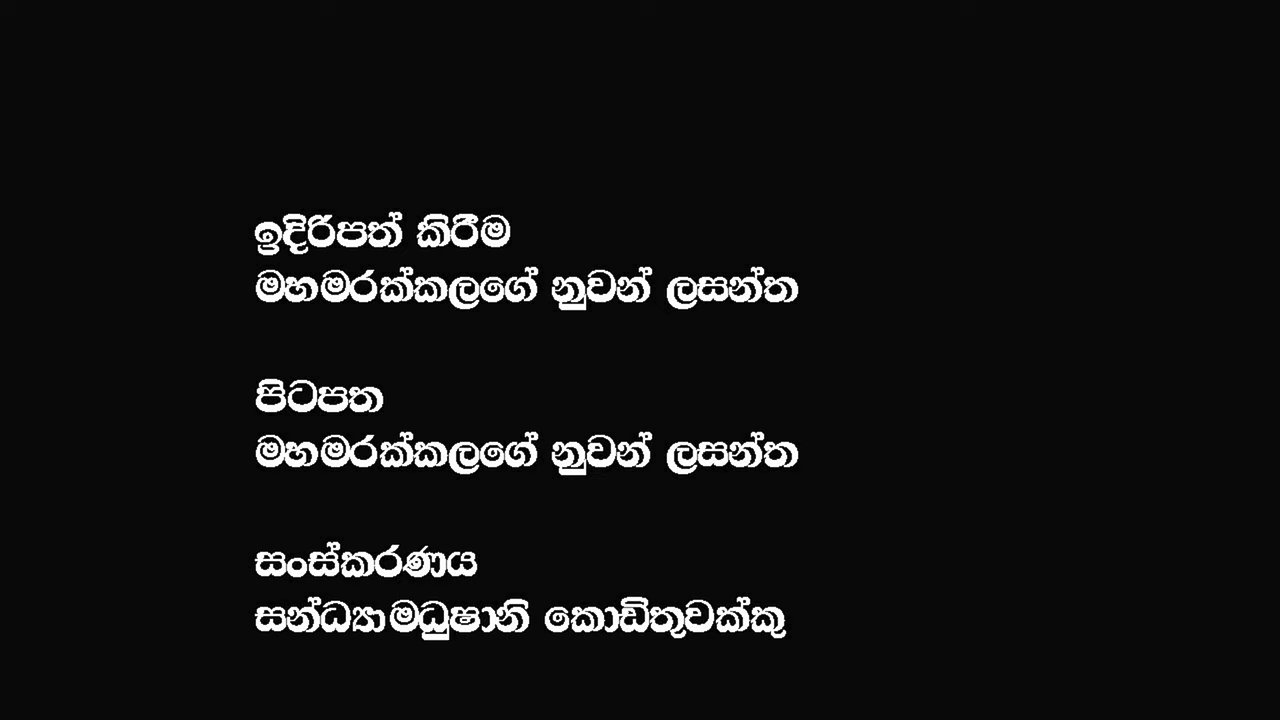 ඉදිරිපත් කිරීම
මහමරක්කලගේ නුවන් ලසන්ත
පිටපත
මහමරක්කලගේ නුවන් ලසන්ත
සංස්කරණය
සන්ධ්‍යාමධුෂානි කොඩිතුවක්කු